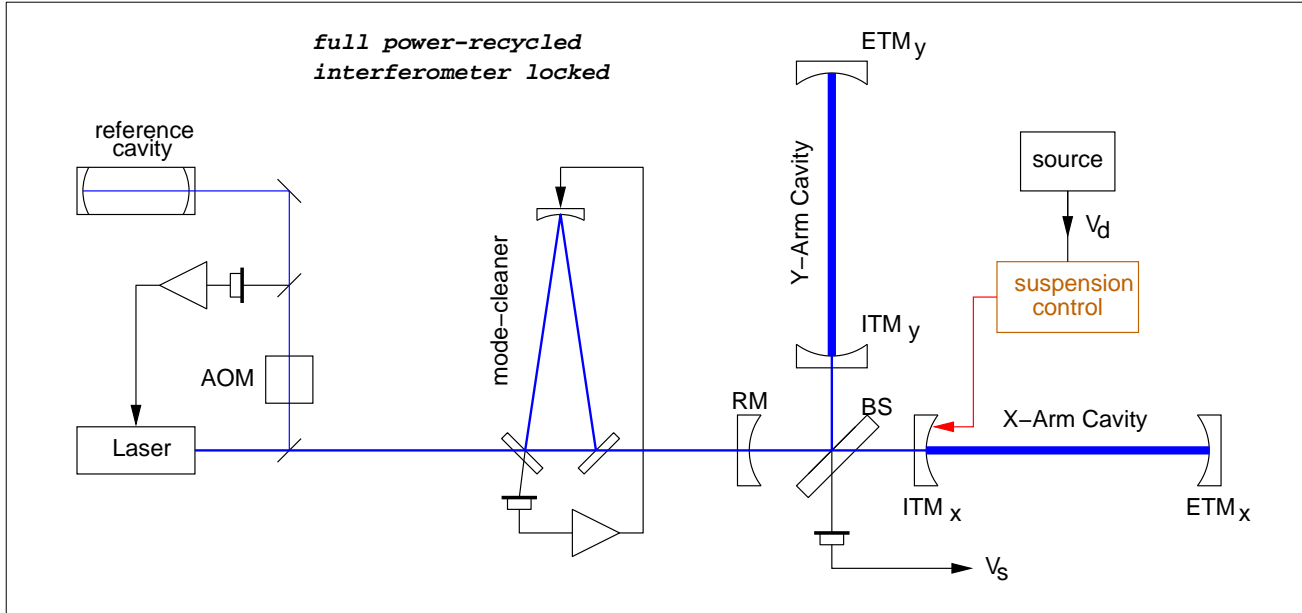 full power-recycled
interferometer locked
ETM y
reference
cavity
source
V d
Y-Arm Cavity
mode-cleaner
suspension
control
ITM y
AOM
RM
BS
X-Arm Cavity
Laser
ITM x
ETM x
V s